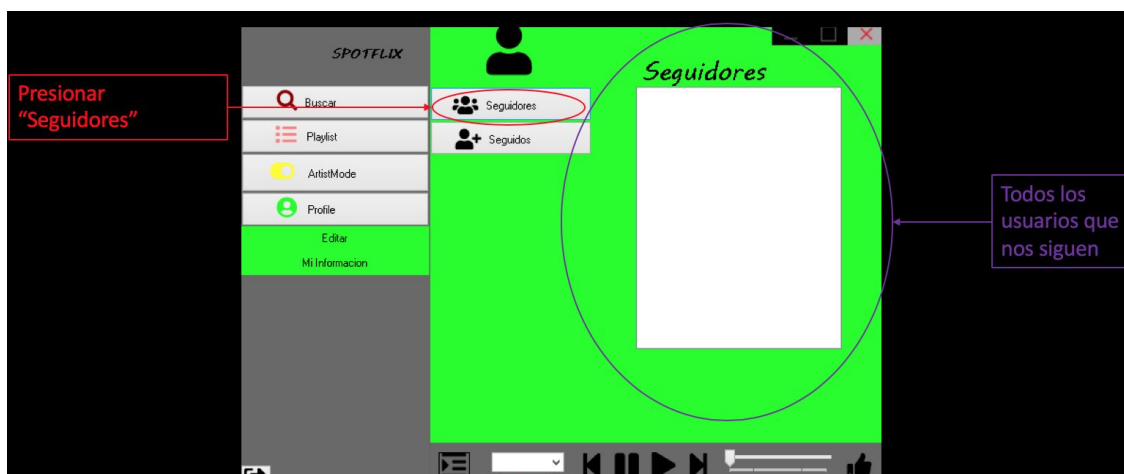 SPOTFLIX
Presionar
“Seguidores”
Buscar
Playlist
ArtistMode
Profile
Editar
Mi Informacion
Seguidores
Seguidos
Seguidores
Todos los
usuarios que
nos siguen